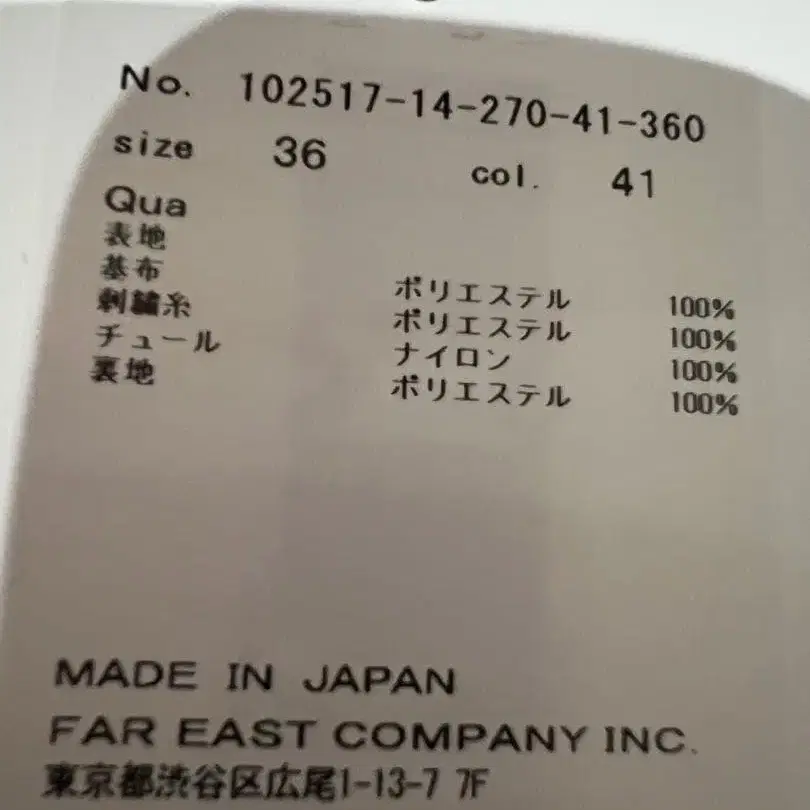 No. 102517-14-270-41-360
size 36 col. 41
Qua
表地
基布 ポリエステル 100%
刺繍糸 ポリエステル 100%
チュール ナイロン 100%
裏地 ポリエステル 100%
MADE IN JAPAN
FAR EAST COMPANY INC.
東京都渋谷区広尾1-13-7 7F